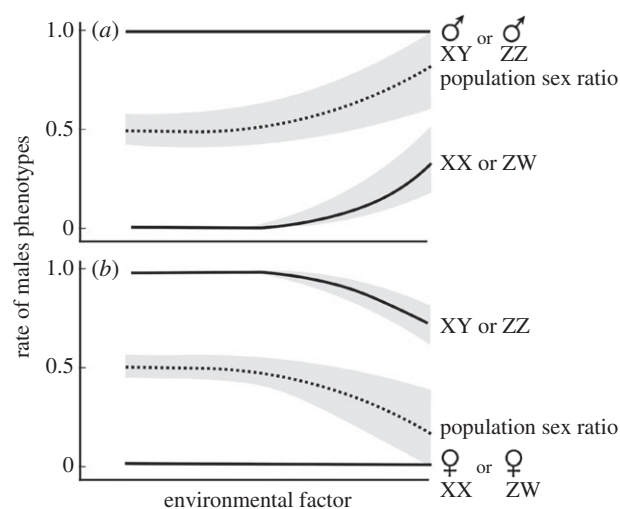 1.0
(a)
♂ or ♂
XY ZZ
population sex ratio
0.5
XX or ZW
0
1.0
(b)
XY or ZZ
0.5
population sex ratio
0
♀ or ♀
XX ZW
rate of males phenotypes
environmental factor